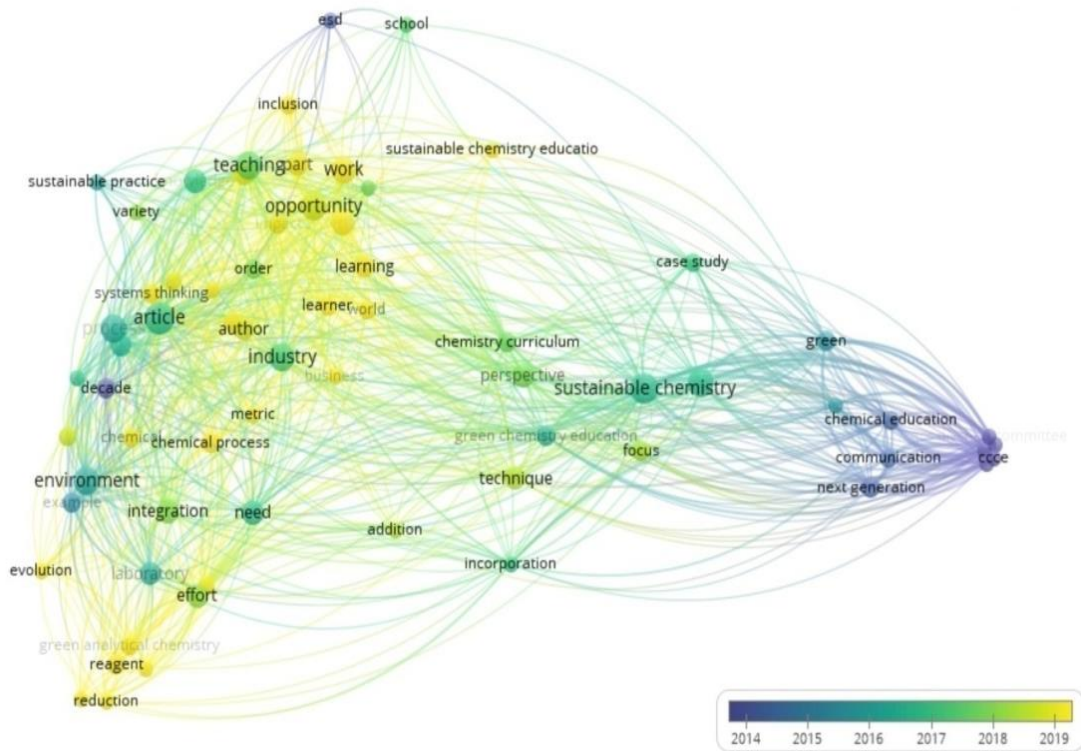 esd
school
inclusion
sustainable chemistry educatio
teaching
part
work
sustainable practice
opportunity
variety
case study
order
learning
systems thinking
learner
world
article
process
author
chemistry curriculum
green
industry
business
perspective
decade
sustainable chemistry
metric
chemical education
chemical
chemical process
green chemistry education
committee
focus
communication
ccce
environment
technique
next generation
example
integration
need
addition
evolution
laboratory
incorporation
effort
green analytical chemistry
reagent
reduction
2014 2015 2016 2017 2018 2019